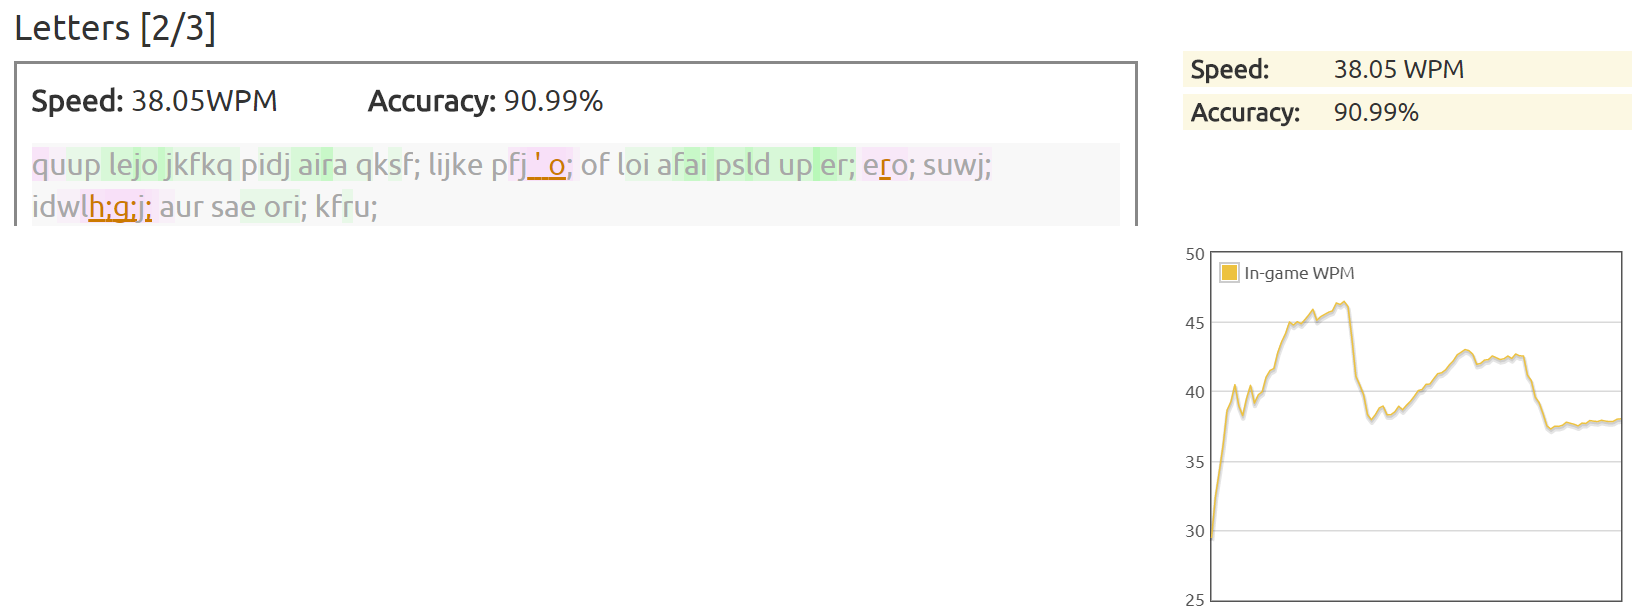 Letters [2/3]
Speed: 38.05WPM Accuracy: 90.99%
quup lejo jkfkq pidj aira qksf; lijke pfj ' o; of loi afai psld up er; ero; suwj;
idwlh;g;j; aur sae ori; kfru;
Speed: 38.05 WPM
Accuracy: 90.99%
In-game WPM
50
45
40
35
30
25